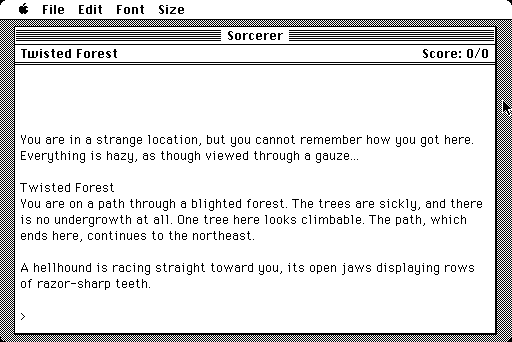 File Edit Font Size
Sorcerer
Twisted Forest Score: 0/0
You are in a strange location, but you cannot remember how you got here.
Everything is hazy, as though viewed through a gauze...
Twisted Forest
You are on a path through a blighted forest. The trees are sickly, and there
is no undergrowth at all. One tree here looks climbable. The path, which
ends here, continues to the northeast.
A hellhound is racing straight toward you, its open jaws displaying rows
of razor-sharp teeth.
>